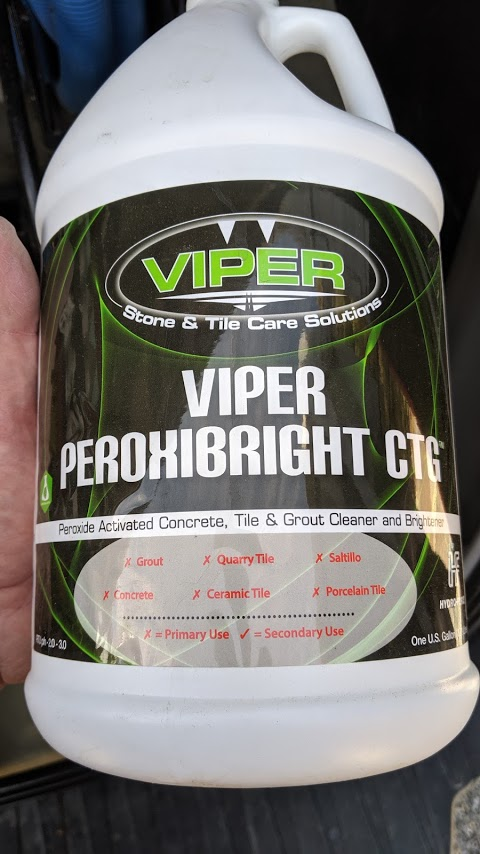 VIPER
Stone & Tile Care Solutions
VIPER
PEROXIBRIGHT CTG
Peroxide Activated Concrete, Tile & Grout Cleaner and Brightener
✗ Grout ✗ Quarry Tile ✗ Saltillo
✗ Concrete ✗ Ceramic Tile ✗ Porcelain Tile
✗ = Primary Use ✓ = Secondary Use
One U.S.